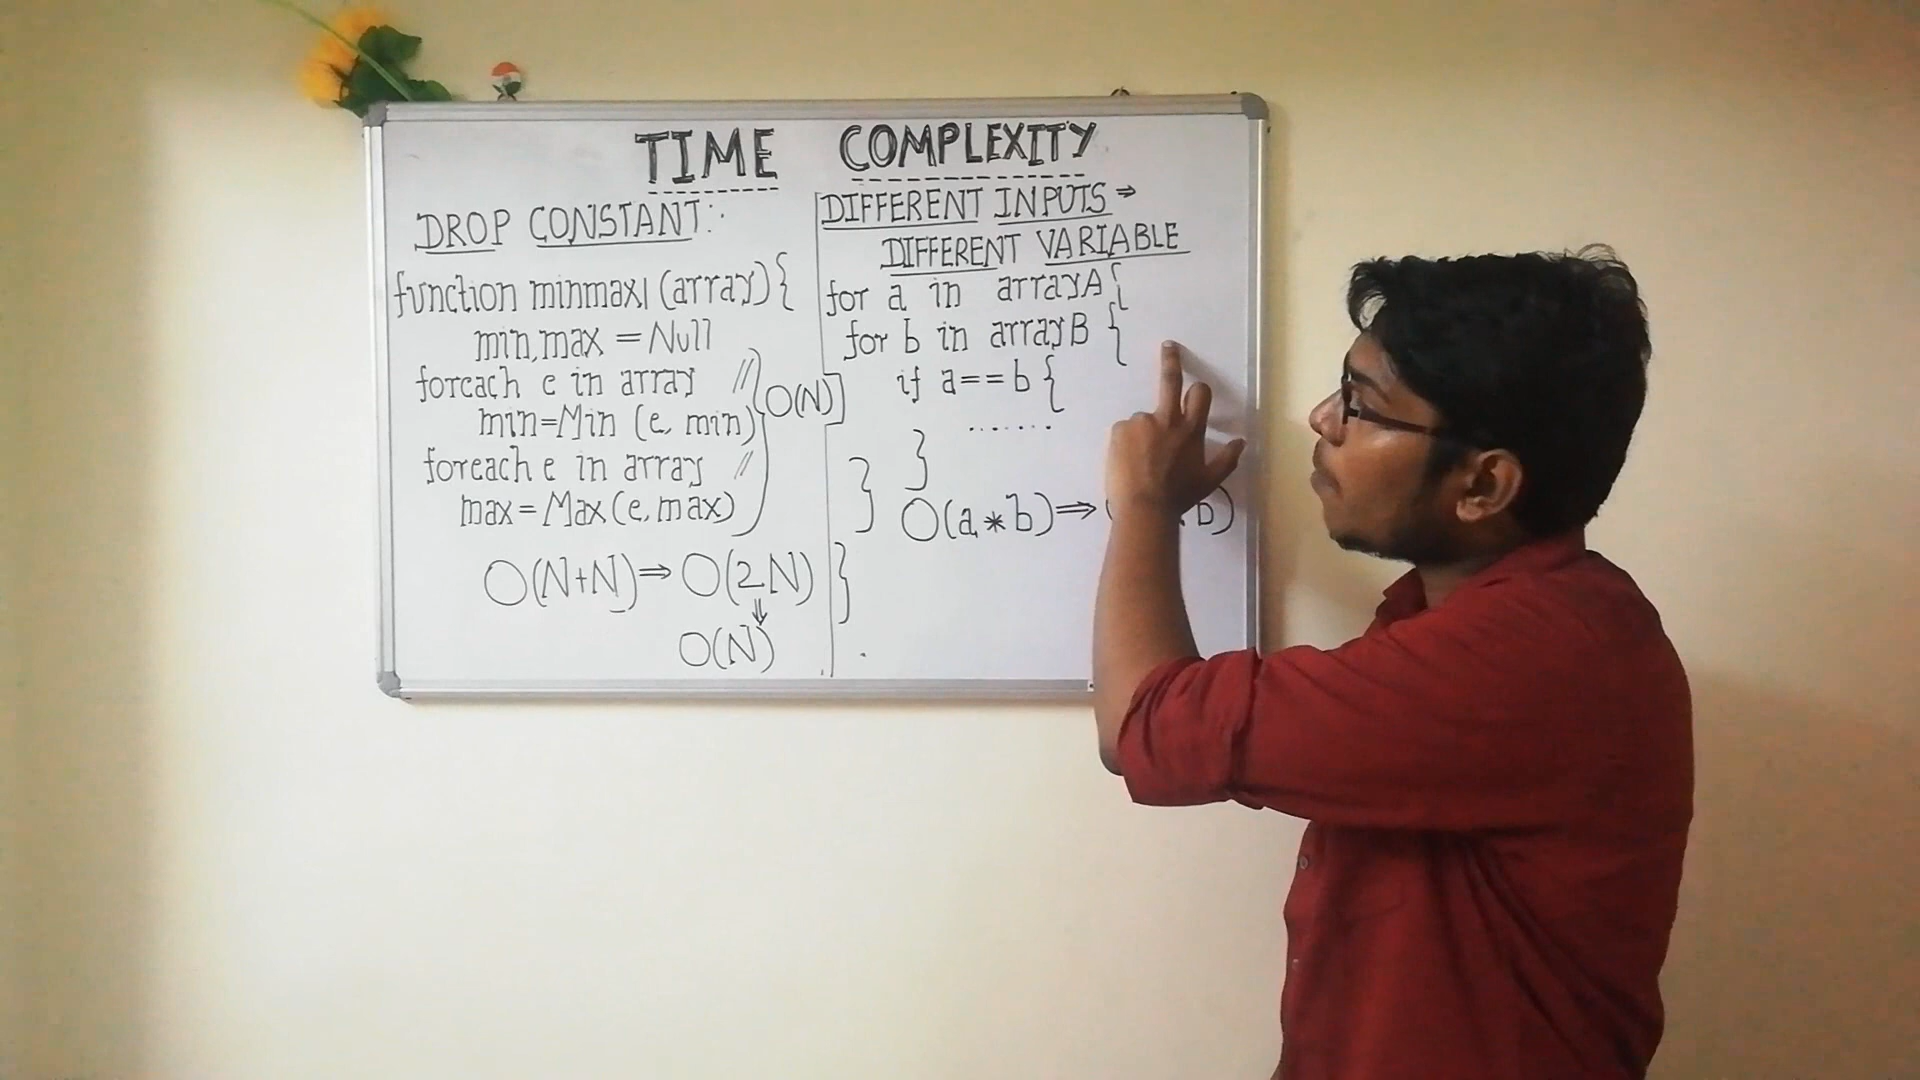 TIME COMPLEXITY
DROP CONSTANT:
function minmax1 (array) {
min,max = Null
foreach e in array //
min=Min (e, min)
foreach e in array //
max = Max (e, max)
} O(N)
O(N+N) ⇒ O(2N)
⇓
O(N)
DIFFERENT INPUTS ⇒
DIFFERENT VARIABLE
for a in arrayA {
for b in arrayB {
if a==b {
.......
}
}
O(a*b) ⇒ b)
}